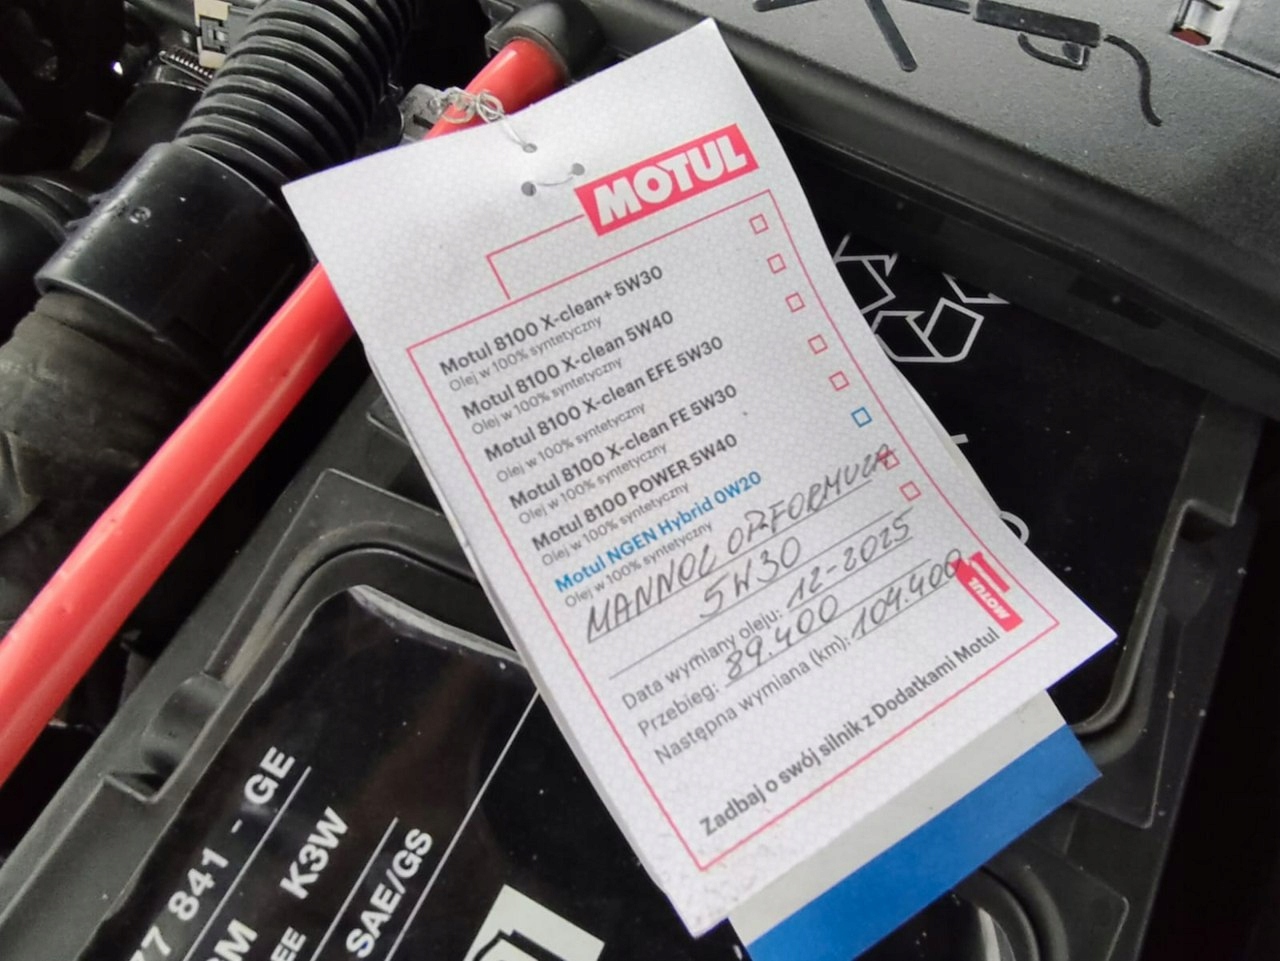 MOTUL
Motul 8100 X-clean+ 5W30
Olej w 100% syntetyczny
Motul 8100 X-clean 5W40
Olej w 100% syntetyczny
Motul 8100 X-clean EFE 5W30
Olej w 100% syntetyczny
Motul 8100 X-clean FE 5W30
Olej w 100% syntetyczny
Motul 8100 POWER 5W40
Olej w 100% syntetyczny
Motul NGEN Hybrid 0W20
Olej w 100% syntetyczny
MANNOL OPFORMUŁA
5W30
Data wymiany oleju: 12-2025
Przebieg: 89.400
Następna wymiana (km): 104.400
MOTUL
Zadbaj o swój silnik z Dodatkami Motul
77 841 - GE
K3W
SAE/GS